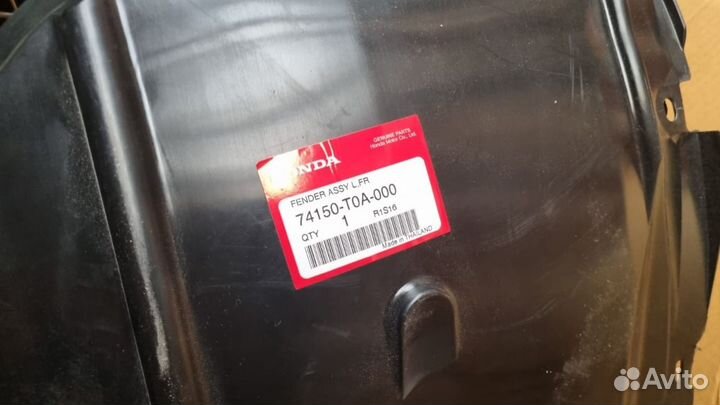 HONDA
GENUINE PARTS
Honda Motor Co., Ltd.
FENDER ASSY L,FR
74150-T0A-000
QTY 1 R1S16
Made in THAILAND
Avito